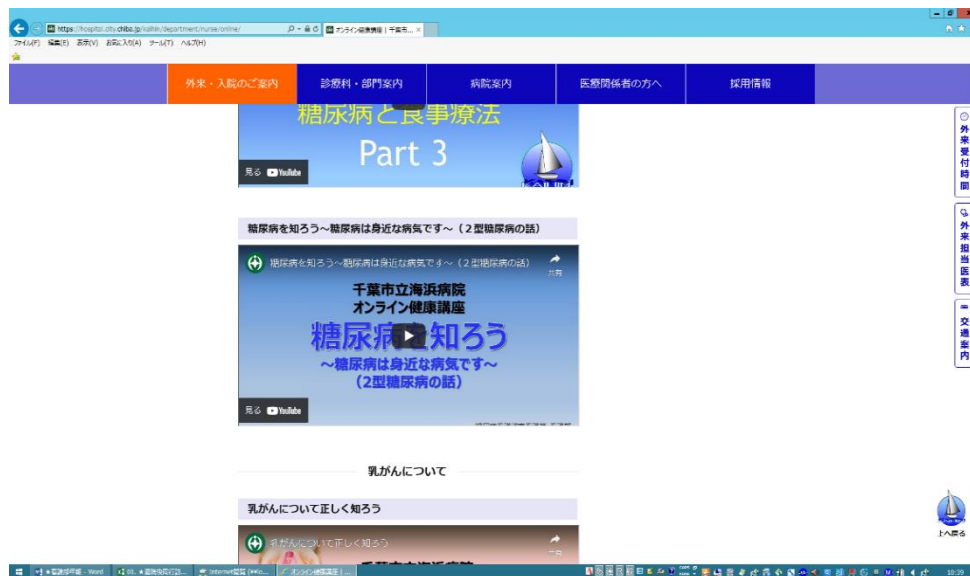 https://hospital.city.chiba.jp/kaihin/department/nurse/online/
オンライン健康講座 | 千葉市...
ファイル(F) 編集(E) 表示(V) お気に入り(A) ツール(T) ヘルプ(H)
外来・入院のご案内 診療科・部門案内 病院案内 医療関係者の方へ 採用情報
糖尿病と食事療法
Part 3
見る YouTube
糖尿病を知ろう~糖尿病は身近な病気です~（２型糖尿病の話）
糖尿病を知ろう~糖尿病は身近な病気です~（２型糖尿病の話）
共有
千葉市立海浜病院
オンライン健康講座
糖尿病を知ろう
~糖尿病は身近な病気です~
（2型糖尿病の話）
見る YouTube
乳がんについて
乳がんについて正しく知ろう
乳がんについて正しく知ろう
共有
外来受付時間
外来担当医表
交通案内
上へ戻る
10:39